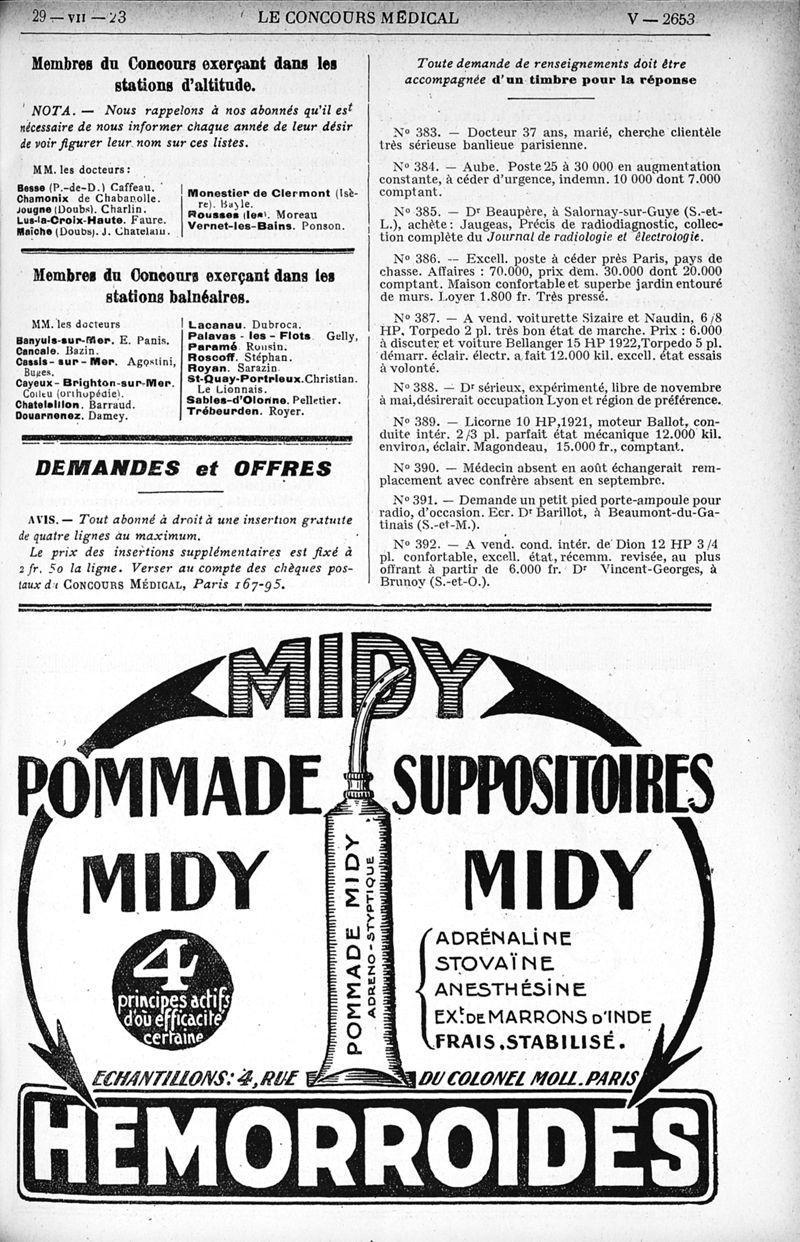 29 — VII — 23
LE CONCOURS MÉDICAL
V — 2653
Membres du Concours exerçant dans les
stations d'altitude.
NOTA. — Nous rappelons à nos abonnés qu'il est
nécessaire de nous informer chaque année de leur désir
de voir figurer leur nom sur ces listes.
MM. les docteurs :
Besse (P.-de-D.) Caffeau.
Chamonix de Chabanolle.
Jougne (Doubs). Charlin.
Lus-la-Croix-Haute. Faure.
Maîche (Doubs). J. Chatelain.
Monestier de Clermont (Isè-
re). Bayle.
Rousses (les). Moreau
Vernet-les-Bains. Ponson.
Membres du Concours exerçant dans les
stations balnéaires.
MM. les docteurs
Banyuls-sur-Mer. E. Panis.
Cancale. Bazin.
Cassis-sur-Mer. Agostini,
Buges.
Cayeux-Brighton-sur-Mer.
(orthopédie).
Chatelaillon. Barraud.
Douarnenez. Damey.
Lacanau. Dubroca.
Palavas-les-Flots Gelly,
Paramé Rousin.
Roscoff. Stéphan.
Royan. Sarazin
St-Quay-Portrieux. Christian.
Le Lionnais.
Sables-d'Olonne. Pelletier.
Trébeurden. Royer.
DEMANDES et OFFRES
AVIS. — Tout abonné à droit à une insertion gratuite
de quatre lignes au maximum.
Le prix des insertions supplémentaires est fixé à
2 fr. 50 la ligne. Verser au compte des chèques pos-
taux du CONCOURS MÉDICAL, Paris 167-95.
Toute demande de renseignements doit être
accompagnée d'un timbre pour la réponse
N° 383. — Docteur 37 ans, marié, cherche clientèle
très sérieuse banlieue parisienne.
N° 384. — Aube. Poste 25 à 30 000 en augmentation
constante, à céder d'urgence, indemn. 10 000 dont 7.000
comptant.
N° 385. — Dr Beaupère, à Salornay-sur-Guye (S.-et-
L.), achète : Jaugeas, Précis de radiodiagnostic, collec-
tion complète du Journal de radiologie et électrologie.
N° 386. — Excell. poste à céder près Paris, pays de
chasse. Affaires : 70.000, prix dem. 30.000 dont 20.000
comptant. Maison confortable et superbe jardin entouré
de murs. Loyer 1.800 fr. Très pressé.
N° 387. — A vend. voiturette Sizaire et Naudin, 6/8
HP. Torpedo 2 pl. très bon état de marche. Prix : 6.000
à discuter et voiture Bellanger 15 HP 1922, Torpedo 5 pl.
démarr. éclair. électr. a fait 12.000 kil. excell. état essais
à volonté.
N° 388. — Dr sérieux, expérimenté, libre de novembre
à mai, désirerait occupation Lyon et région de préférence.
N° 389. — Licorne 10 HP, 1921, moteur Ballot, con-
duite intér. 2/3 pl. parfait état mécanique 12.000 kil.
environ, éclair. Magondeau, 15.000 fr., comptant.
N° 390. — Médecin absent en août échangerait rem-
placement avec confrère absent en septembre.
N° 391. — Demande un petit pied porte-ampoule pour
radio, d'occasion. Ecr. Dr Barillot, à Beaumont-du-Ga-
tinais (S.-et-M.).
N° 392. — A vend. cond. intér. de Dion 12 HP 3/4
pl. confortable, excell. état, récemm. revisée, au plus
offrant à partir de 6.000 fr. Dr Vincent-Georges, à
Brunoy (S.-et-O.).
MIDY
POMMADE
MIDY
SUPPOSITOIRES
MIDY
POMMADE MIDY
ADRENO-STYPTIQUE
4
principes actifs
d'où efficacité
certaine
ADRÉNALINE
STOVAÏNE
ANESTHÉSINE
EXt. DE MARRONS D'INDE
FRAIS. STABILISÉ.
ECHANTILLONS: 4, RUE DU COLONEL MOLL. PARIS
HEMORROIDES